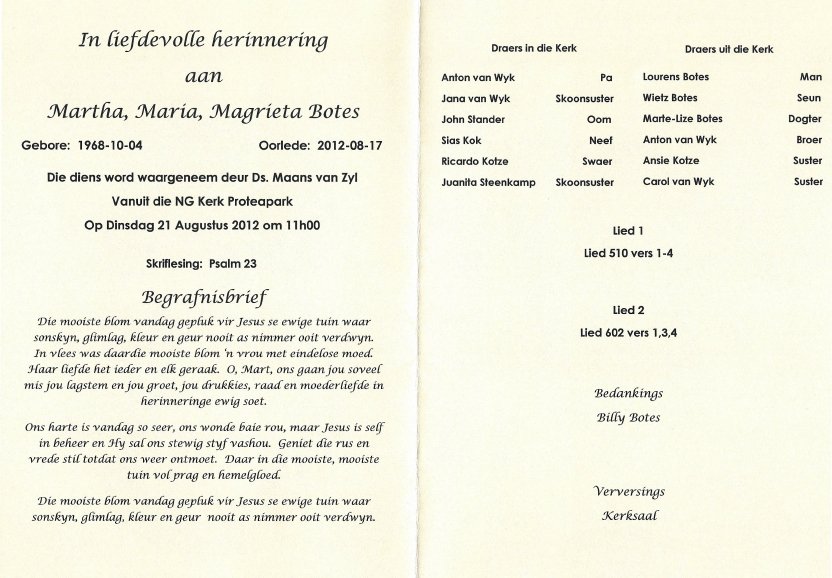 In liefdevolle herinnering
aan
Martha, Maria, Magrieta Botes
Gebore: 1968-10-04 Oorlede: 2012-08-17
Die diens word waargeneem deur Ds. Maans van Zyl
Vanuit die NG Kerk Proteapark
Op Dinsdag 21 Augustus 2012 om 11h00
Skriflesing: Psalm 23
Begrafnisbrief
Die mooiste blom vandag gepluk vir Jesus se ewige tuin waar
sonskyn, glimlag, kleur en geur nooit as nimmer ooit verdwyn.
In vlees was daardie mooiste blom 'n vrou met eindelose moed.
Haar liefde het ieder en elk geraak. O, Mart, ons gaan jou soveel
mis jou lagstem en jou groet, jou drukkies, raad en moederliefde in
herinneringe ewig soet.
Ons harte is vandag so seer, ons wonde baie rou, maar Jesus is self
in beheer en Hy sal ons stewig styf vashou. Geniet die rus en
vrede stil totdat ons weer ontmoet. Daar in die mooiste, mooiste
tuin vol prag en hemelgloed.
Die mooiste blom vandag gepluk vir Jesus se ewige tuin waar
sonskyn, glimlag, kleur en geur nooit as nimmer ooit verdwyn.
Draers in die Kerk
Anton van Wyk Pa
Jana van Wyk Skoonsuster
John Stander Oom
Sias Kok Neef
Ricardo Kotze Swaer
Juanita Steenkamp Skoonsuster
Draers uit die Kerk
Lourens Botes Man
Wietz Botes Seun
Marte-Lize Botes Dogter
Anton van Wyk Broer
Ansie Kotze Suster
Carol van Wyk Suster
Lied 1
Lied 510 vers 1-4
Lied 2
Lied 602 vers 1,3,4
Bedankings
Billy Botes
Verversings
Kerksaal